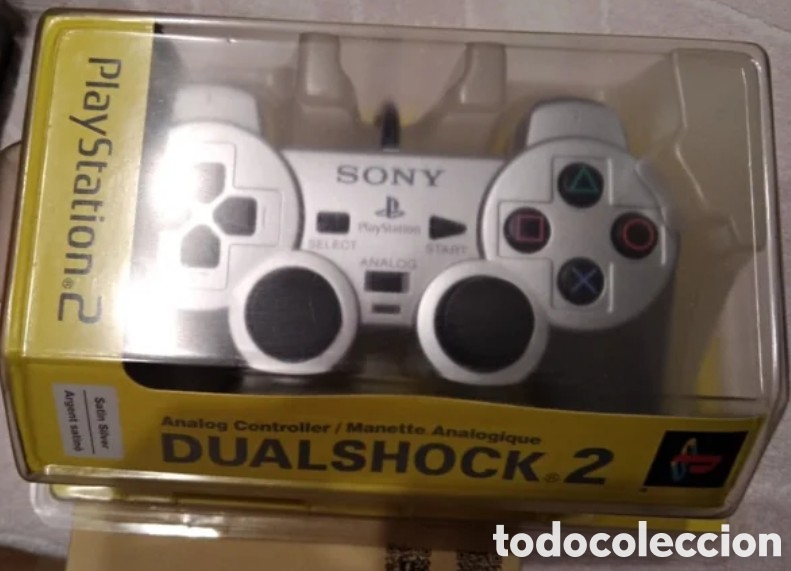 PlayStation®2
SONY
PlayStation
SELECT
START
ANALOG
Satin Silver
Argent satiné
Analog Controller / Manette Analogique
DUALSHOCK®2
todocoleccion